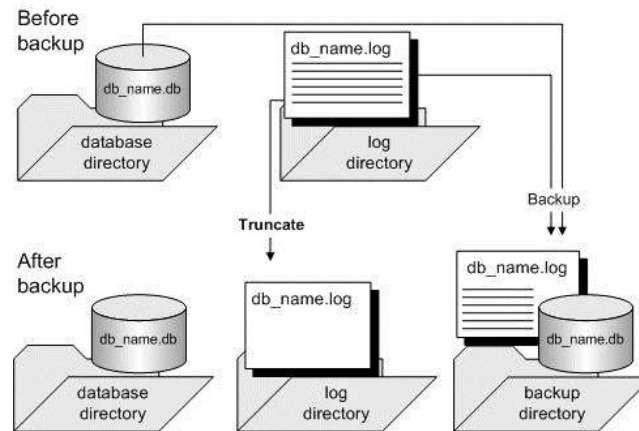 Before
backup
db_name.db
database
directory
db_name.log
log
directory
Backup
Truncate
After
backup
db_name.db
database
directory
db_name.log
log
directory
db_name.log
db_name.db
backup
directory